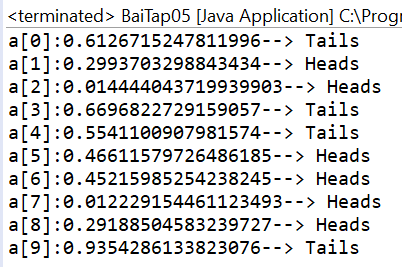 <terminated> BaiTap05 [Java Application] C:\Progr
a[0]:0.6126715247811996--> Tails
a[1]:0.2993703298843434--> Heads
a[2]:0.014444043719939903--> Heads
a[3]:0.6696822729159057--> Tails
a[4]:0.5541100907981574--> Tails
a[5]:0.46611579726486185--> Heads
a[6]:0.45215985254238245--> Heads
a[7]:0.012229154461123493--> Heads
a[8]:0.29188504583239727--> Heads
a[9]:0.9354286133823076--> Tails